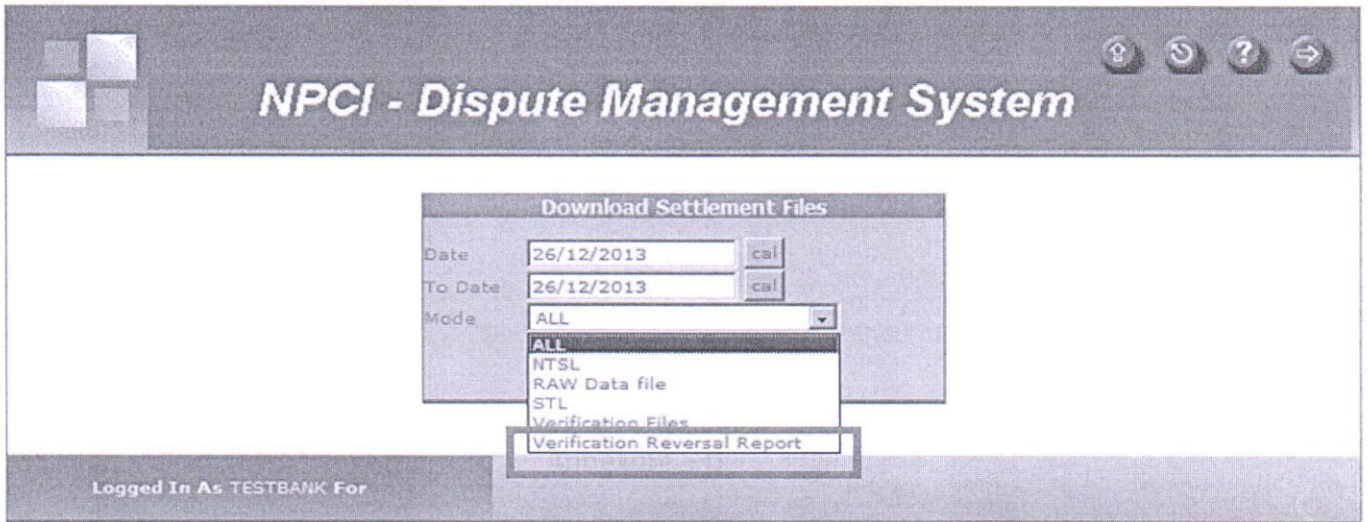 NPCI - Dispute Management System
Download Settlement Files
Date 26/12/2013 cal
To Date 26/12/2013 cal
Mode ALL
ALL
NTSL
RAW Data file
STL
Verification Files
Verification Reversal Report
Logged In As TESTBANK For